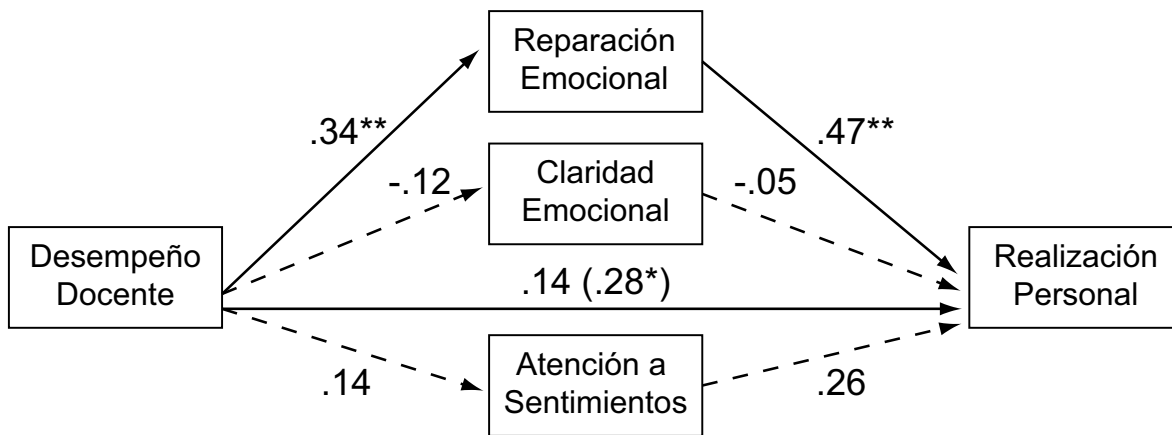 Reparación
Emocional
.34**
.47**
-.12
Claridad
Emocional
-.05
Desempeño
Docente
.14 (.28*)
Realización
Personal
.14
Atención a
Sentimientos
.26